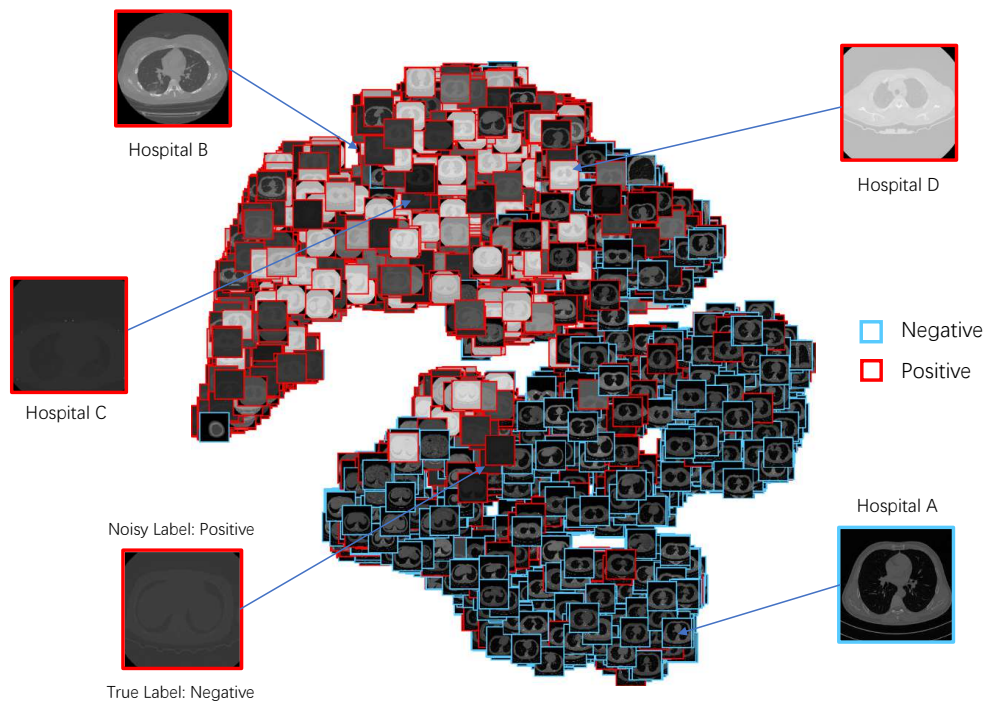 Hospital B
Hospital D
Negative
Positive
Hospital C
Hospital A
Noisy Label: Positive
True Label: Negative